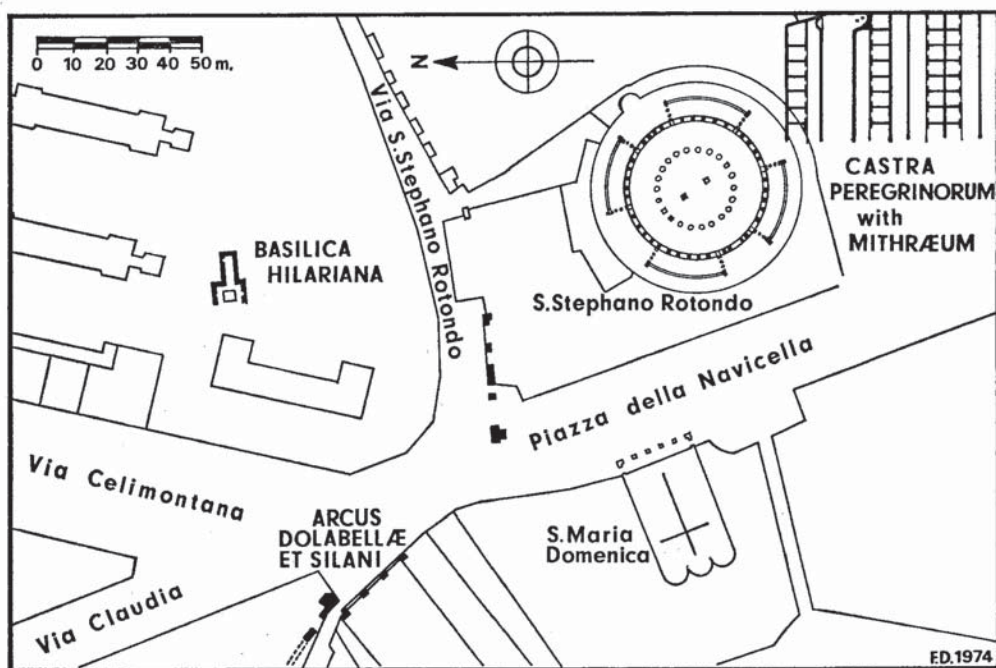 0 10 20 30 40 50 m.
N
Via S.Stephano Rotondo
CASTRA
PEREGRINORUM
with
MITHRÆUM
BASILICA
HILARIANA
S.Stephano Rotondo
Piazza della Navicella
Via Celimontana
ARCUS
DOLABELLÆ
ET SILANI
S.Maria
Domenica
Via Claudia
F.D.1974